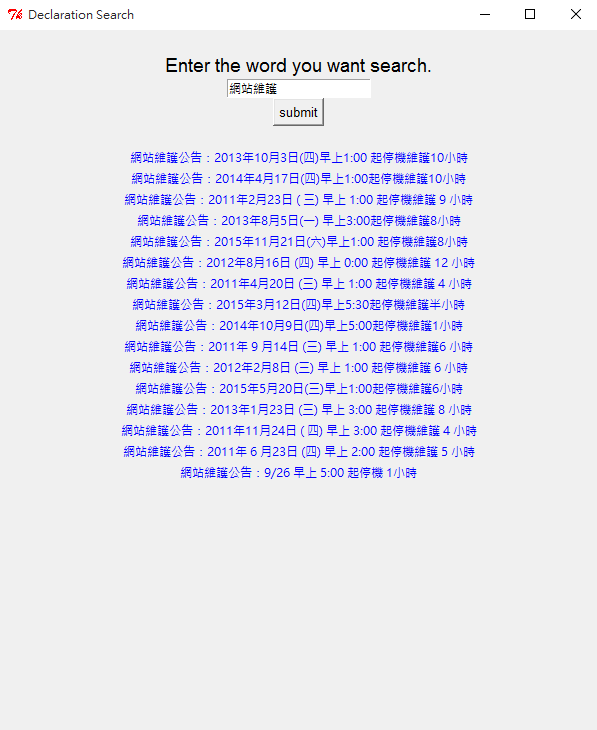 Declaration Search
Enter the word you want search.
網站維護
submit
網站維護公告：2013年10月3日(四)早上1:00 起停機維護10小時
網站維護公告：2014年4月17日(四)早上1:00起停機維護10小時
網站維護公告：2011年2月23日 ( 三) 早上 1:00 起停機維護 9 小時
網站維護公告：2013年8月5日(一) 早上3:00起停機維護8小時
網站維護公告：2015年11月21日(六)早上1:00 起停機維護8小時
網站維護公告：2012年8月16日 (四) 早上 0:00 起停機維護 12 小時
網站維護公告：2011年4月20日 (三) 早上 1:00 起停機維護 4 小時
網站維護公告：2015年3月12日(四)早上5:30起停機維護半小時
網站維護公告：2014年10月9日(四)早上5:00起停機維護1小時
網站維護公告：2011年 9 月14日 (三) 早上 1:00 起停機維護6 小時
網站維護公告：2012年2月8日 (三) 早上 1:00 起停機維護 6 小時
網站維護公告：2015年5月20日(三)早上1:00起停機維護6小時
網站維護公告：2013年1月23日 (三) 早上 3:00 起停機維護 8 小時
網站維護公告：2011年11月24日 ( 四) 早上 3:00 起停機維護 4 小時
網站維護公告：2011年 6 月23日 (四) 早上 2:00 起停機維護 5 小時
網站維護公告：9/26 早上 5:00 起停機 1小時